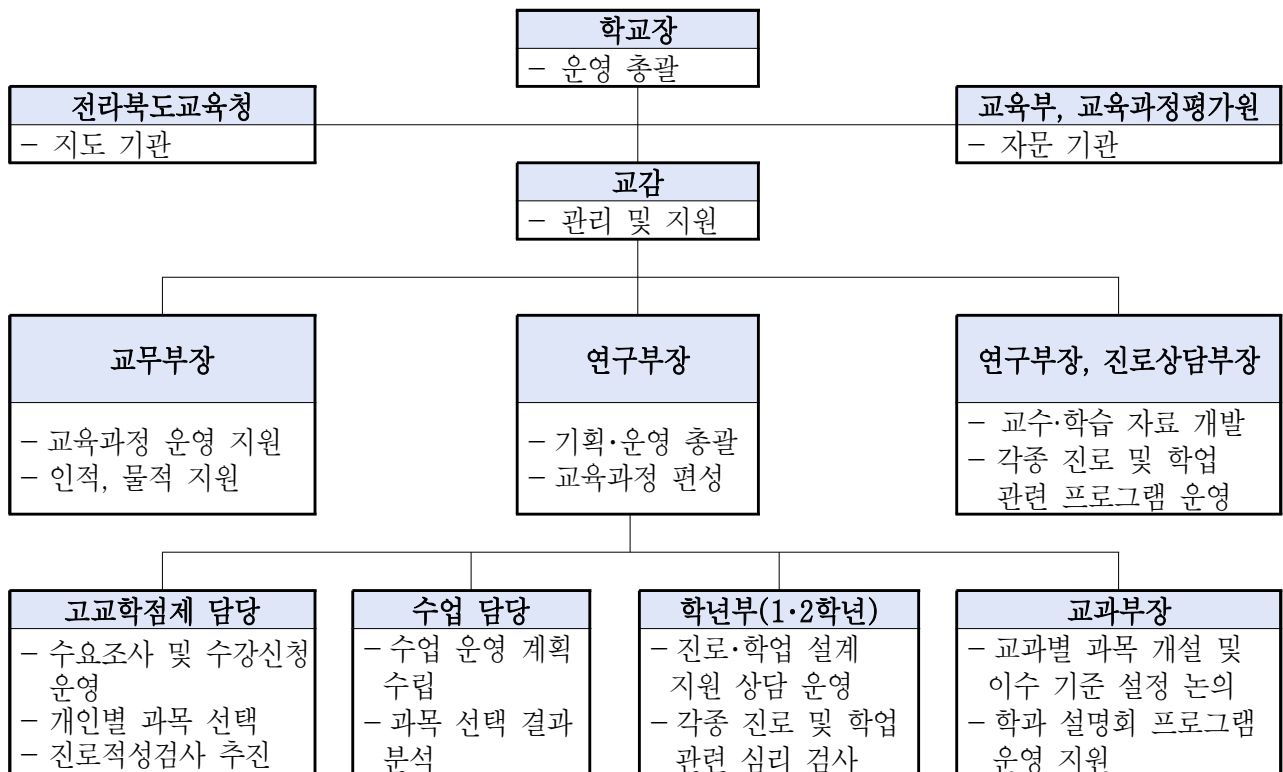 학교장
- 운영 총괄
전라북도교육청
- 지도 기관
교육부, 교육과정평가원
- 자문 기관
교감
- 관리 및 지원
교무부장
- 교육과정 운영 지원
- 인적, 물적 지원
연구부장
- 기획·운영 총괄
- 교육과정 편성
연구부장, 진로상담부장
- 교수·학습 자료 개발
- 각종 진로 및 학업
관련 프로그램 운영
고교학점제 담당
- 수요조사 및 수강신청
운영
- 개인별 과목 선택
- 진로적성검사 추진
수업 담당
- 수업 운영 계획
수립
- 과목 선택 결과
분석
학년부(1·2학년)
- 진로·학업 설계
지원 상담 운영
- 각종 진로 및 학업
관련 심리 검사
교과부장
- 교과별 과목 개설 및
이수 기준 설정 논의
- 학과 설명회 프로그램
운영 지원